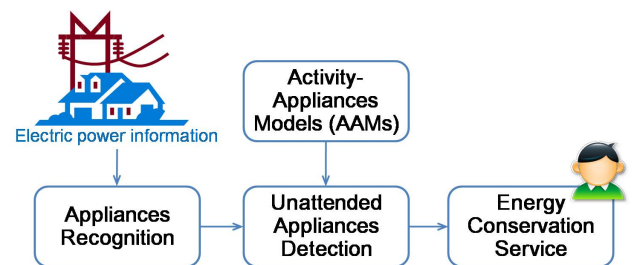 Electric power information
Activity-
Appliances
Models (AAMs)
Appliances
Recognition
Unattended
Appliances
Detection
Energy
Conservation
Service